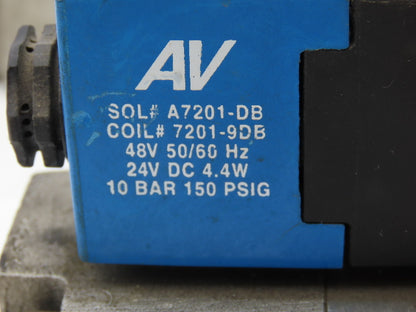 AV
SOL# A7201-DB
COIL# 7201-9DB
48V 50/60 Hz
24V DC 4.4W
10 BAR 150 PSIG